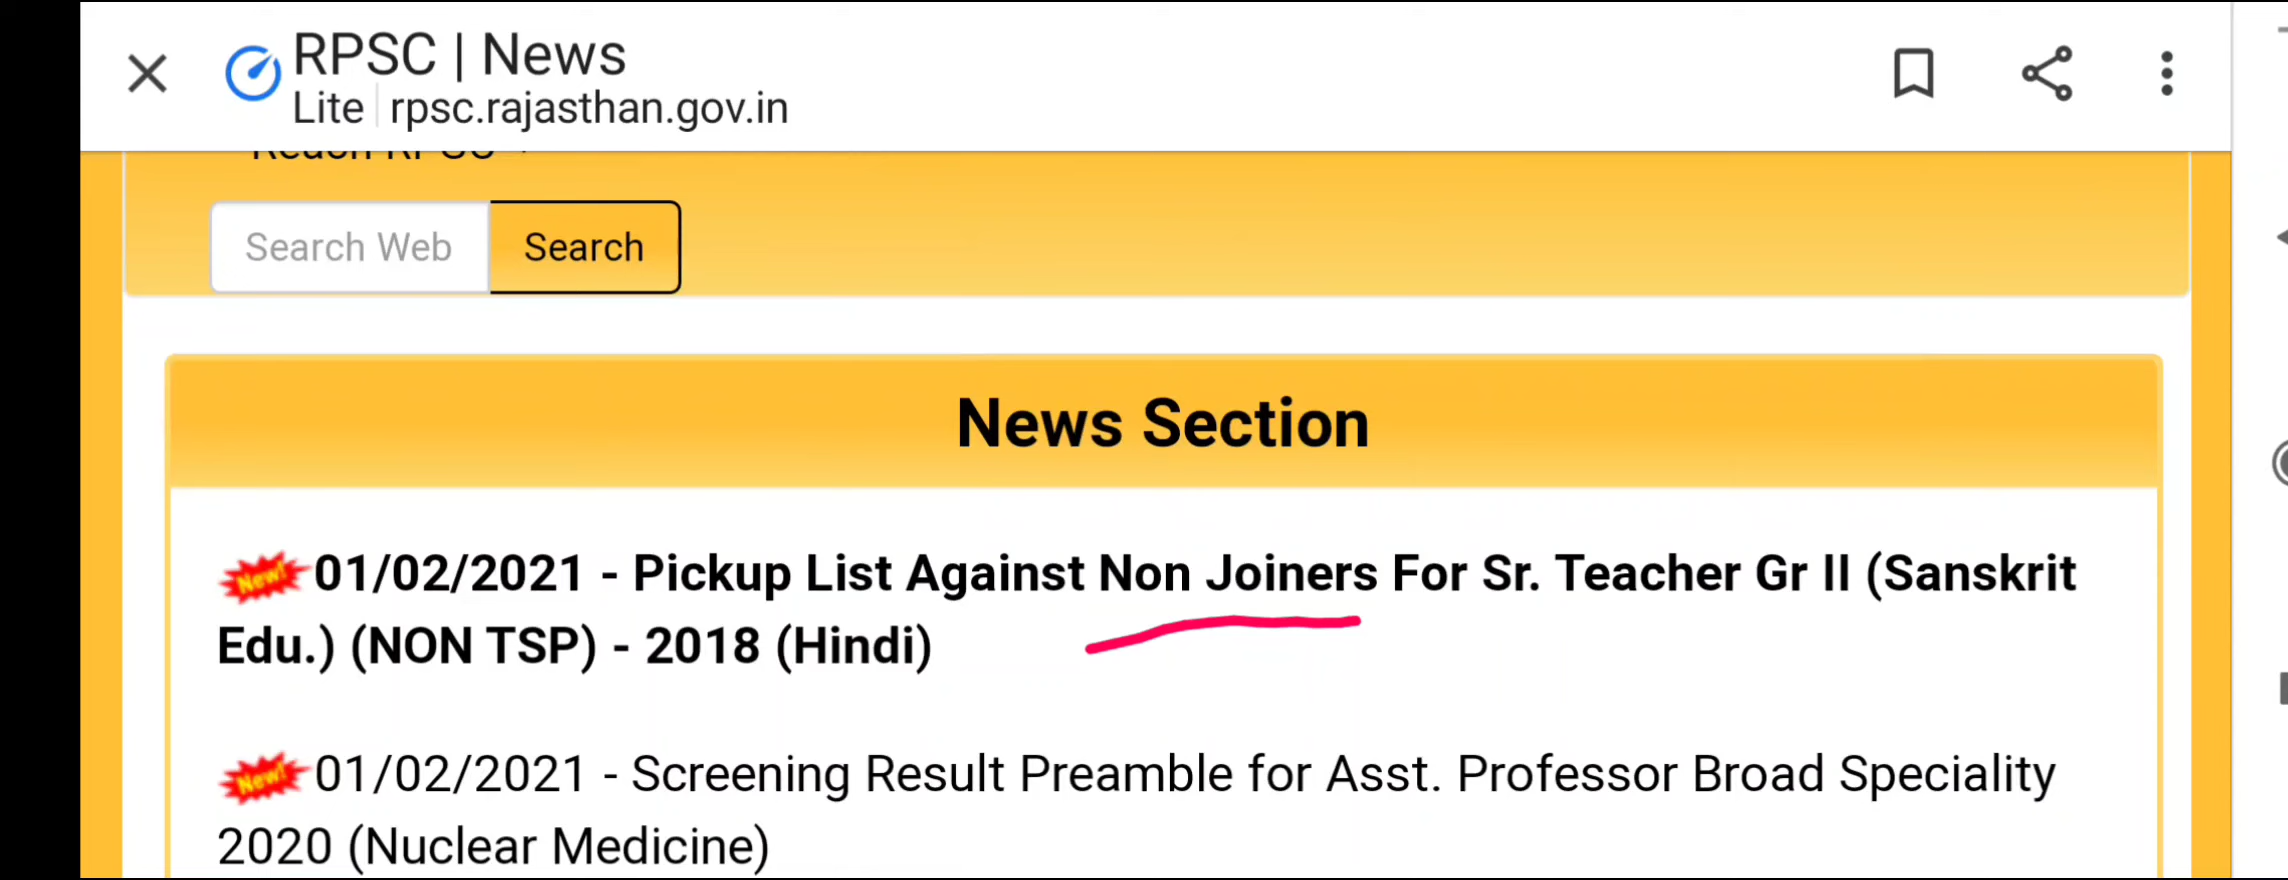 RPSC | News
Lite rpsc.rajasthan.gov.in
Reach RPSC
Search Web Search
News Section
New! 01/02/2021 - Pickup List Against Non Joiners For Sr. Teacher Gr II (Sanskrit
Edu.) (NON TSP) - 2018 (Hindi)
New! 01/02/2021 - Screening Result Preamble for Asst. Professor Broad Speciality
2020 (Nuclear Medicine)